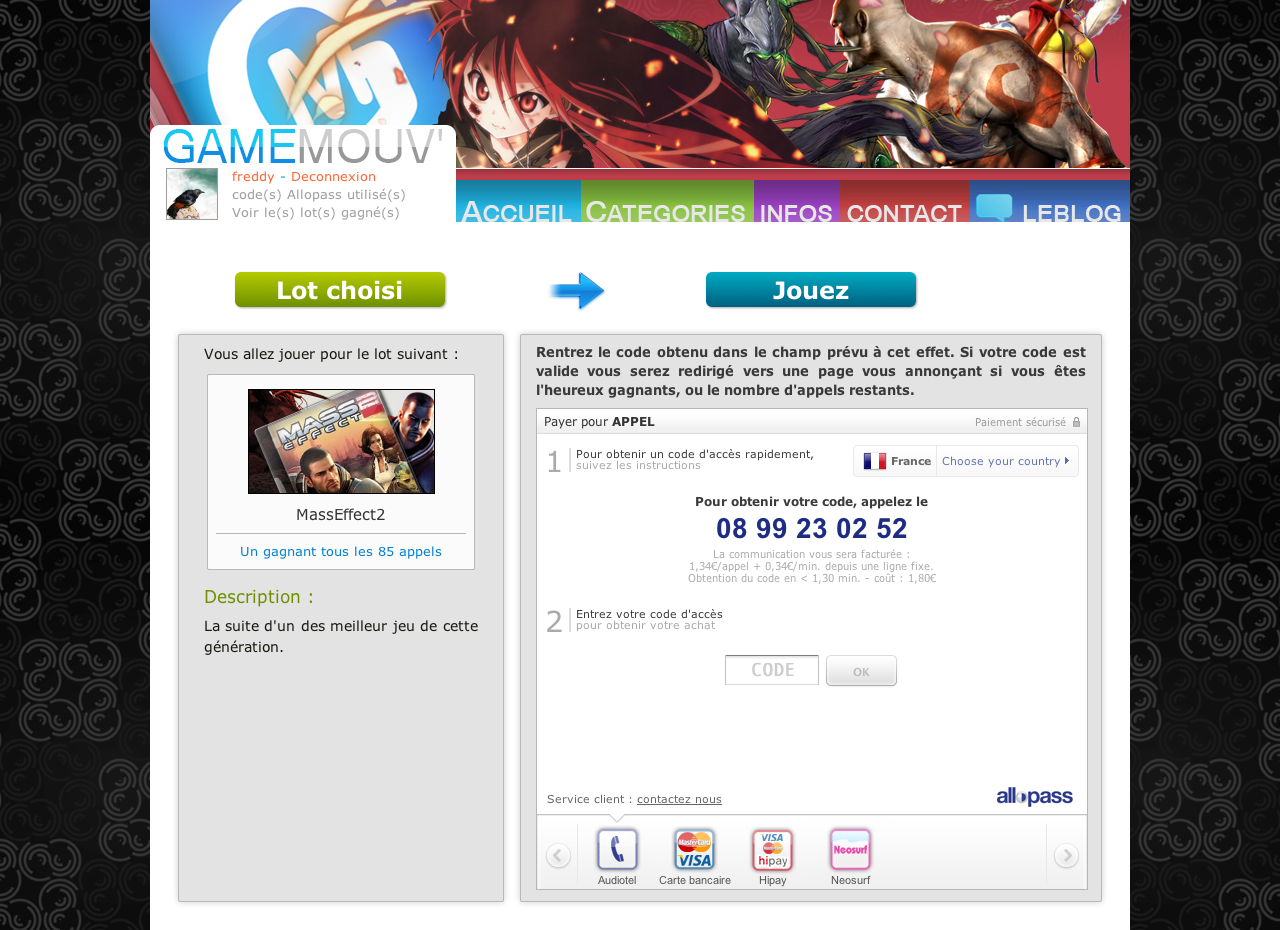 GAMEMOUV'
freddy - Deconnexion
code(s) Allopass utilisé(s)
Voir le(s) lot(s) gagné(s)
ACCUEIL CATEGORIES INFOS CONTACT LEBLOG
Lot choisi
Jouez
Vous allez jouer pour le lot suivant :
MASS EFFECT 2
MassEffect2
Un gagnant tous les 85 appels
Description :
La suite d'un des meilleur jeu de cette
génération.
Rentrez le code obtenu dans le champ prévu à cet effet. Si votre code est
valide vous serez redirigé vers une page vous annonçant si vous êtes
l'heureux gagnants, ou le nombre d'appels restants.
Payer pour APPEL
Paiement sécurisé
1 Pour obtenir un code d'accès rapidement,
suivez les instructions
France Choose your country
Pour obtenir votre code, appelez le
08 99 23 02 52
La communication vous sera facturée :
1,34€/appel + 0,34€/min. depuis une ligne fixe.
Obtention du code en < 1,30 min. - coût : 1,80€
2 Entrez votre code d'accès
pour obtenir votre achat
CODE OK
Service client : contactez nous
allopass
MasterCard
VISA
VISA
hipay
Neosurf
Audiotel Carte bancaire Hipay Neosurf